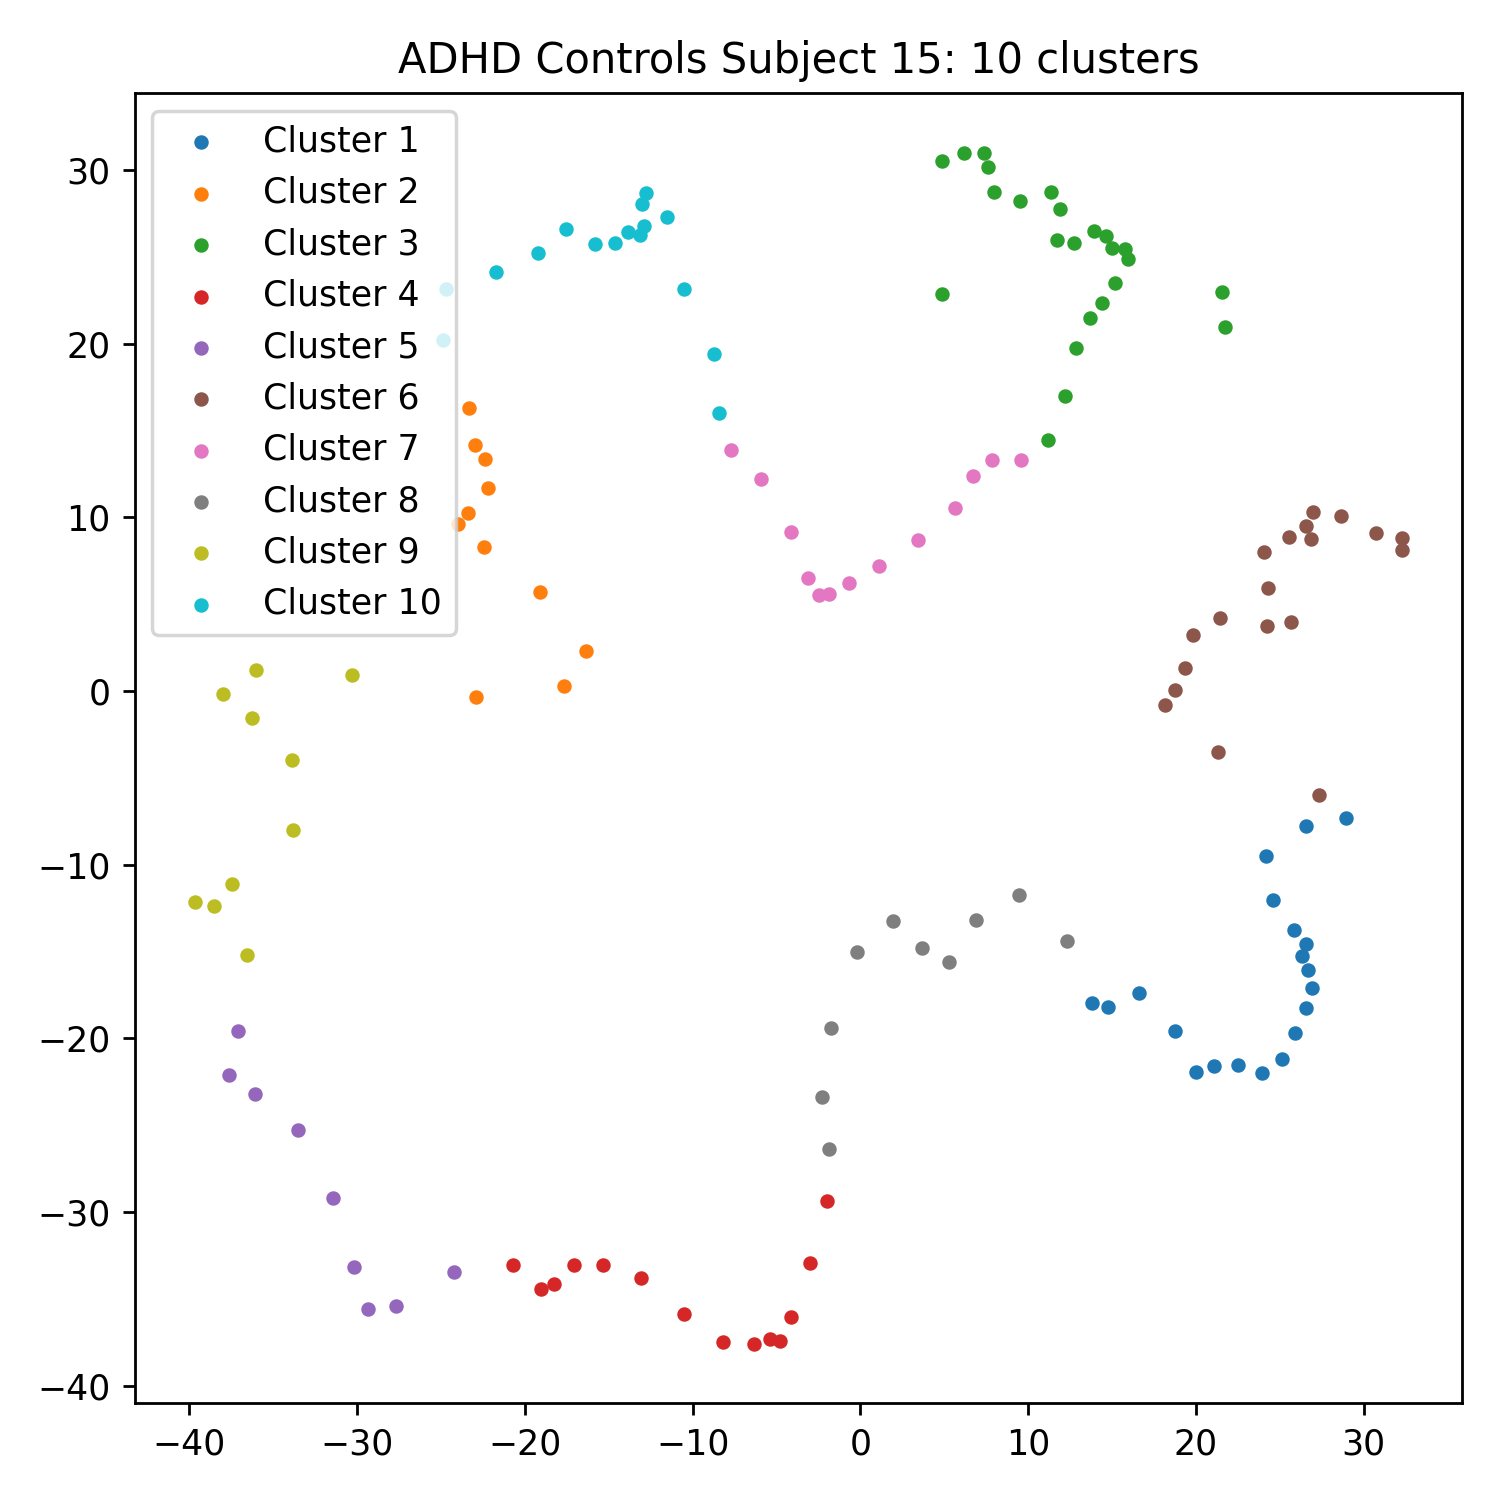 ADHD Controls Subject 15: 10 clusters
Cluster 1
Cluster 2
Cluster 3
Cluster 4
Cluster 5
Cluster 6
Cluster 7
Cluster 8
Cluster 9
Cluster 10
30
20
10
0
−10
−20
−30
−40
−40 −30 −20 −10 0 10 20 30